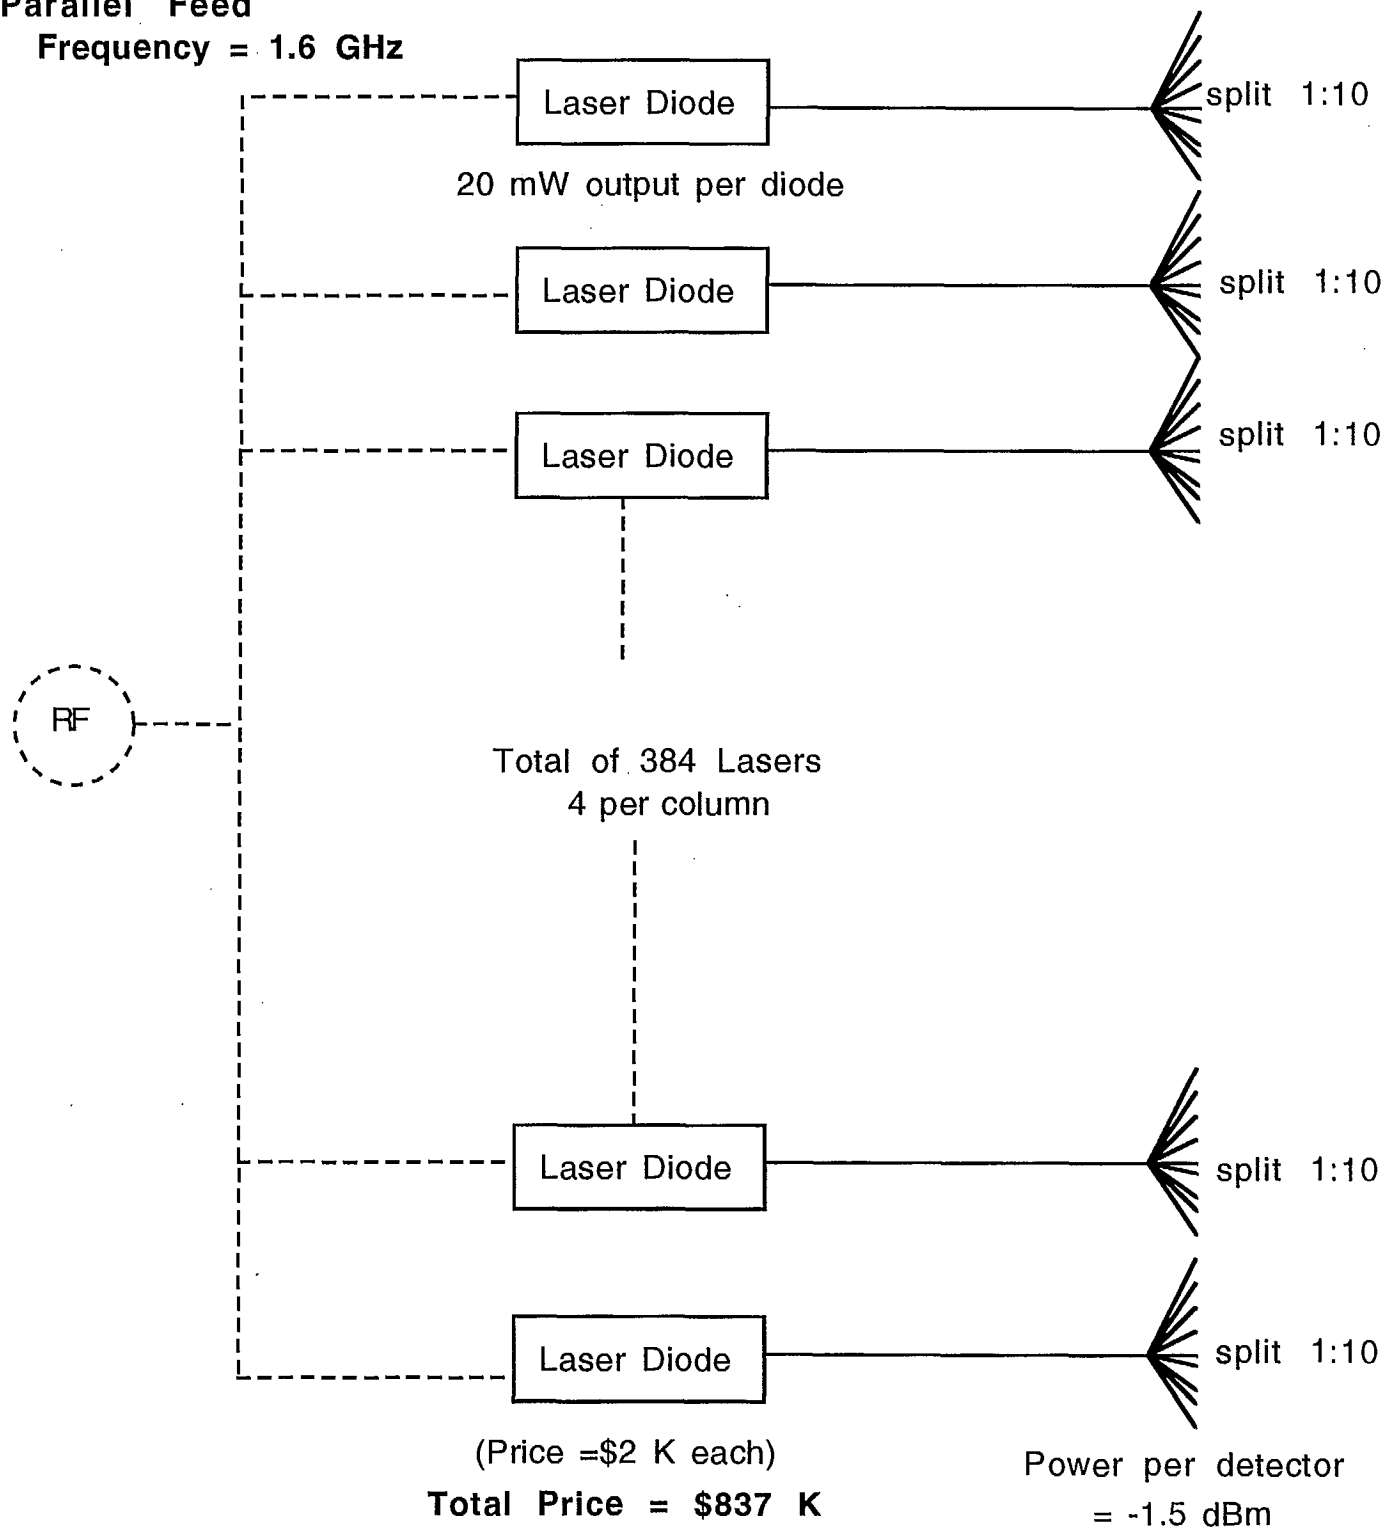 Parallel Feed
Frequency = 1.6 GHz
Laser Diode
split 1:10
20 mW output per diode
Laser Diode
split 1:10
Laser Diode
split 1:10
RF
Total of 384 Lasers
4 per column
Laser Diode
split 1:10
Laser Diode
split 1:10
(Price =$2 K each)
Total Price = $837 K
Power per detector
= -1.5 dBm